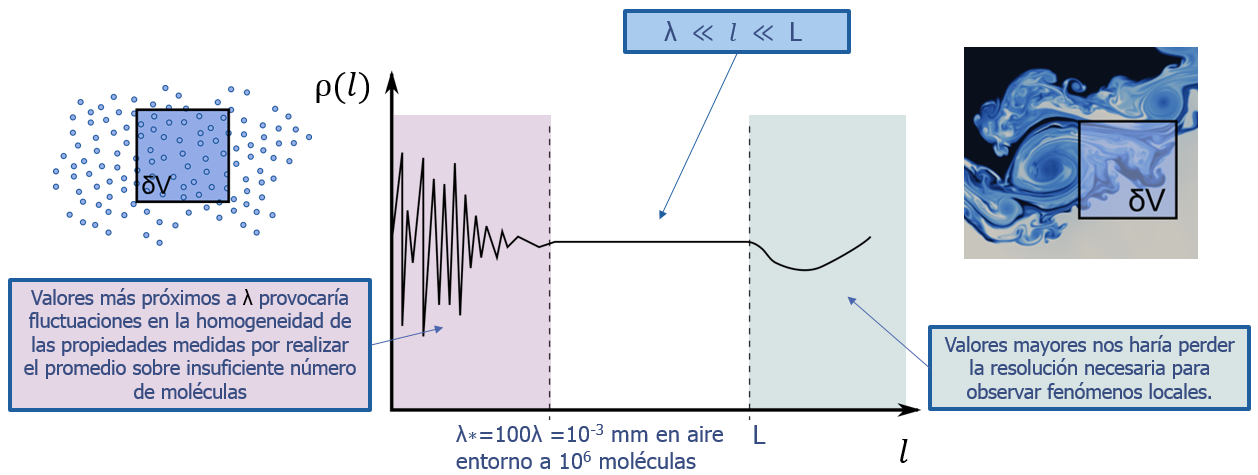 λ ≪ l ≪ L
ρ(l)
δV
δV
Valores más próximos a λ provocaría
fluctuaciones en la homogeneidad de
las propiedades medidas por realizar
el promedio sobre insuficiente número
de moléculas
Valores mayores nos haría perder
la resolución necesaria para
observar fenómenos locales.
λ*=100λ =10⁻³ mm en aire
entorno a 10⁶ moléculas
L
l